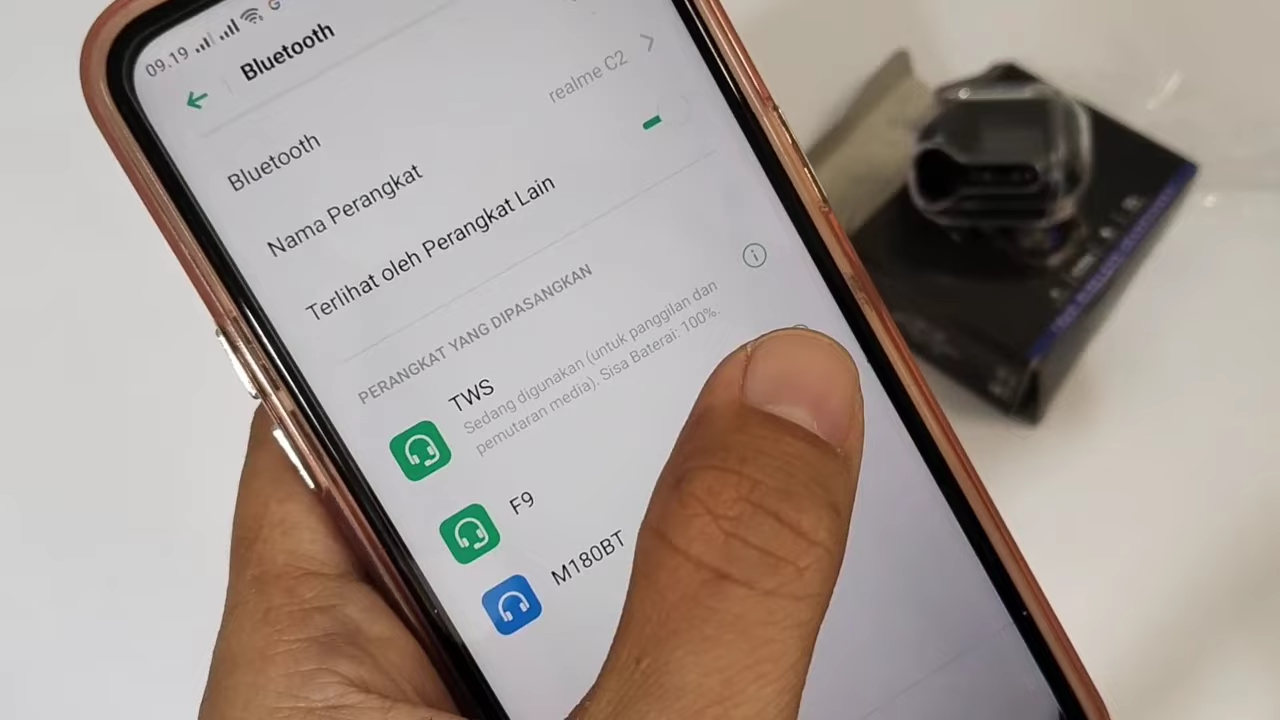 09.19
Bluetooth
Bluetooth
Nama Perangkat
realme C2
Terlihat oleh Perangkat Lain
PERANGKAT YANG DIPASANGKAN
TWS
Sedang digunakan (untuk panggilan dan
pemutaran media). Sisa Baterai: 100%.
F9
M180BT